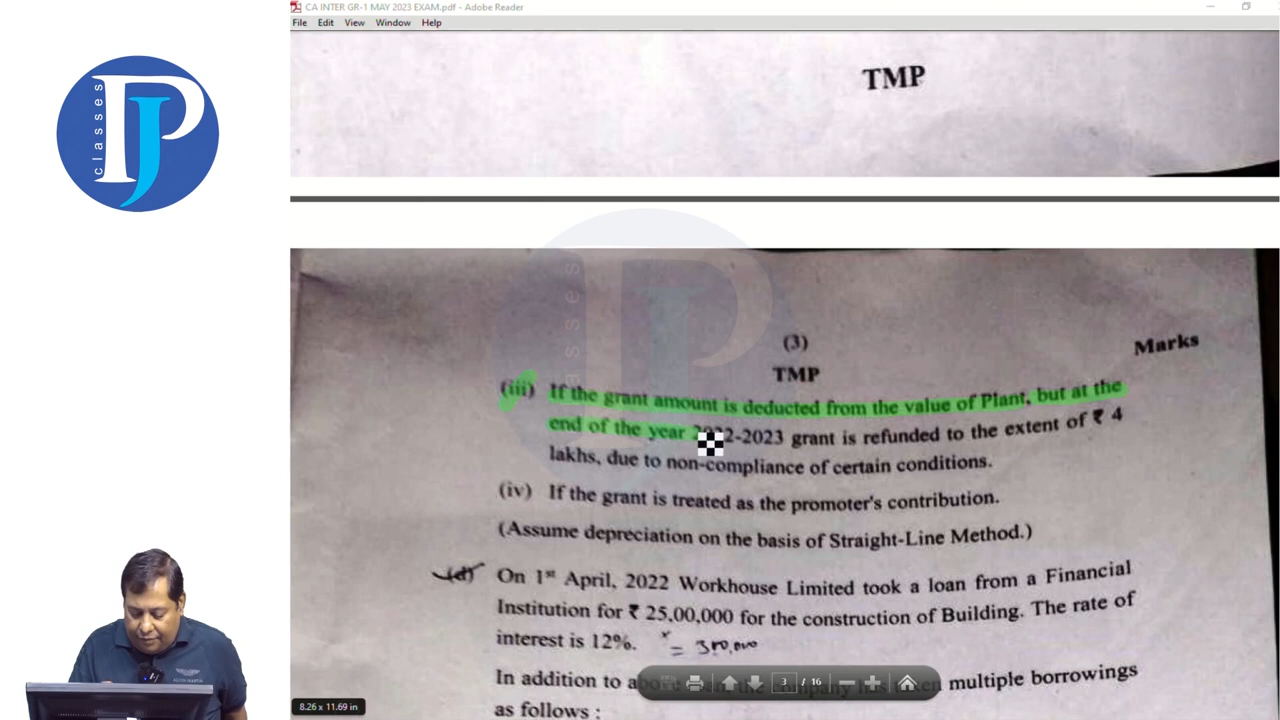 CA INTER GR-1 MAY 2023 EXAM.pdf - Adobe Reader
File Edit View Window Help
classes
PJ
TMP
(3)
Marks
TMP
(iii) If the grant amount is deducted from the value of Plant, but at the
end of the year 2022-2023 grant is refunded to the extent of ₹ 4
lakhs, due to non-compliance of certain conditions.
(iv) If the grant is treated as the promoter's contribution.
(Assume depreciation on the basis of Straight-Line Method.)
(d) On 1st April, 2022 Workhouse Limited took a loan from a Financial
Institution for ₹ 25,00,000 for the construction of Building. The rate of
interest is 12%. = 300,000
In addition to multiple borrowings
as follows :
3 / 16
8.26 x 11.69 in